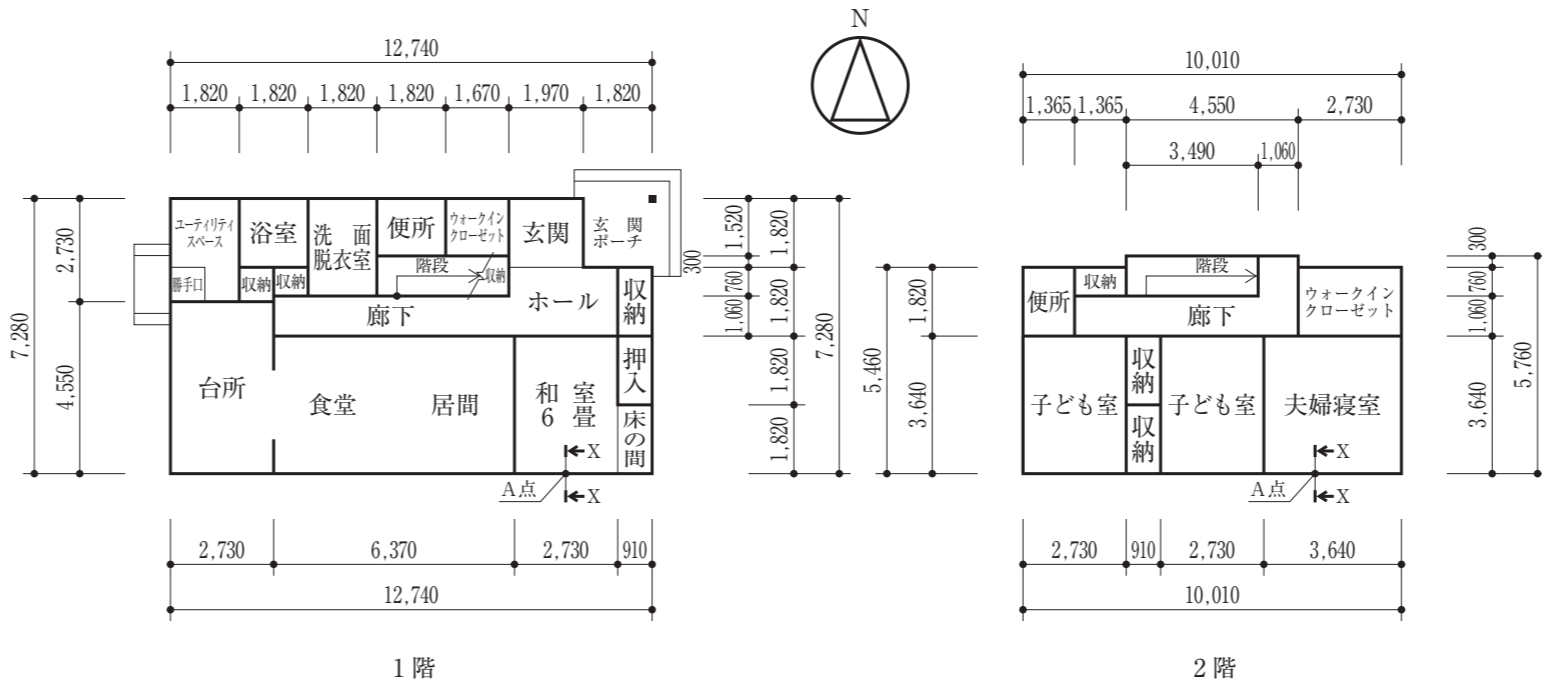 12,740
1,820 1,820 1,820 1,820 1,670 1,970 1,820
N
10,010
1,365 1,365 4,550 2,730
3,490 1,060
7,280
2,730
4,550
ユーティリティ
スペース
浴室
洗面
脱衣室
便所
ウォークイン
クローゼット
玄関
玄関
ポーチ
勝手口
収納
収納
階段
収納
ホール
収納
廊下
台所
食堂
居間
和室
6畳
押入
床の間
X
X
A点
300
1,520
760
1,060
1,820
1,820
1,820
1,820
7,280
2,730 6,370 2,730 910
12,740
1階
5,460
1,820
3,640
便所
収納
階段
廊下
ウォークイン
クローゼット
子ども室
収納
収納
子ども室
夫婦寝室
X
X
A点
300
760
1,060
3,640
5,760
2,730 910 2,730 3,640
10,010
2階